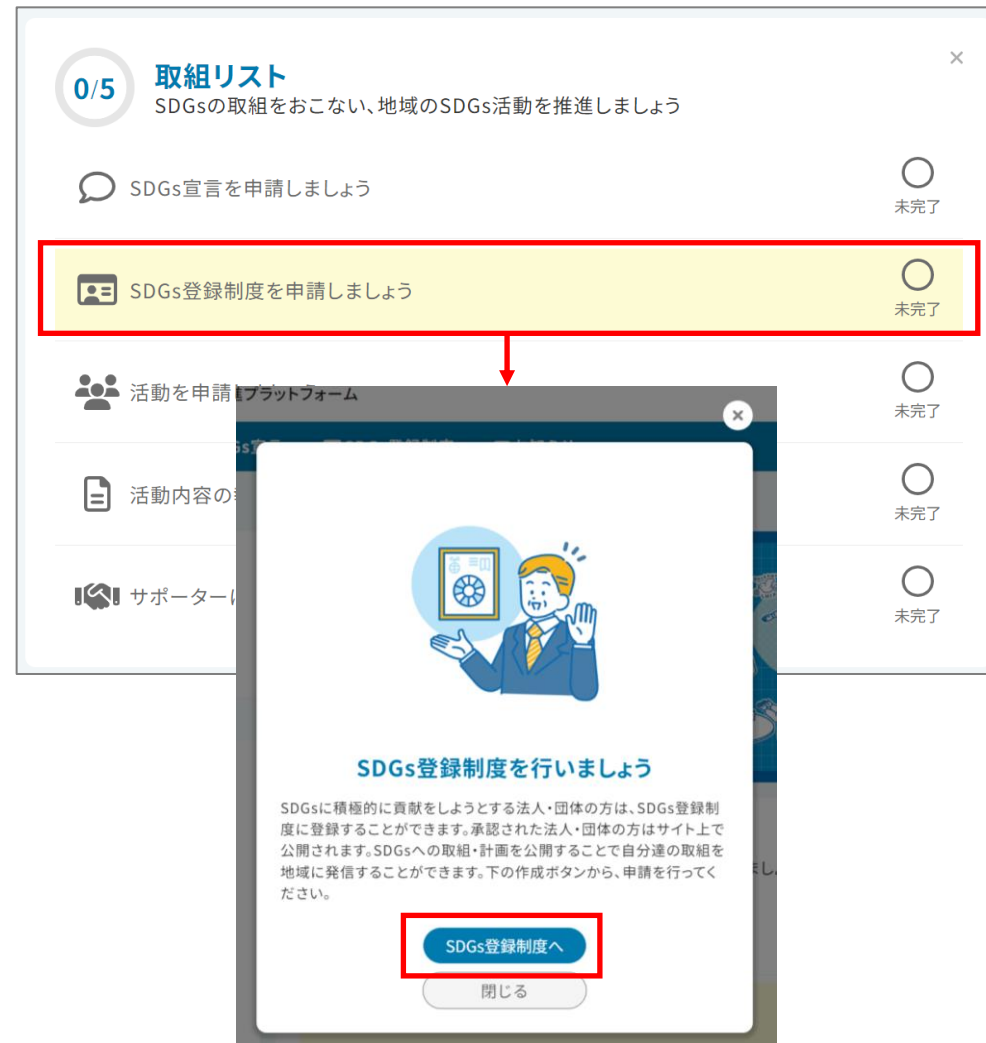 0/5
取組リスト
SDGsの取組をおこない、地域のSDGs活動を推進しましょう
×
SDGs宣言を申請しましょう
未完了
SDGs登録制度を申請しましょう
未完了
活動を申請
未完了
活動内容の
未完了
サポーターに
未完了
プラットフォーム
×
SDGs登録制度を行いましょう
SDGsに積極的に貢献をしようとする法人・団体の方は、SDGs登録制
度に登録することができます。承認された法人・団体の方はサイト上で
公開されます。SDGsへの取組・計画を公開することで自分達の取組を
地域に発信することができます。下の作成ボタンから、申請を行ってく
ださい。
SDGs登録制度へ
閉じる